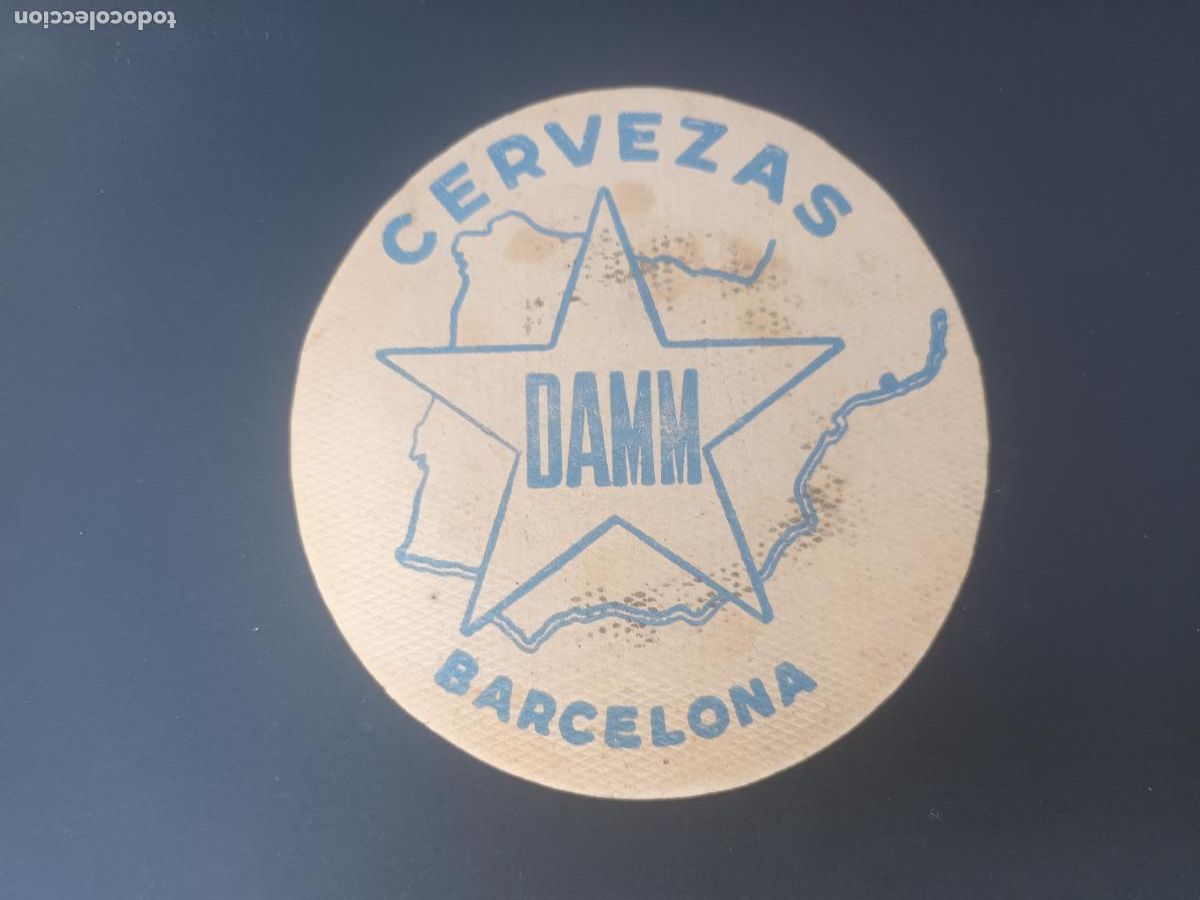 todocoleccion
CERVEZAS
DAMM
BARCELONA